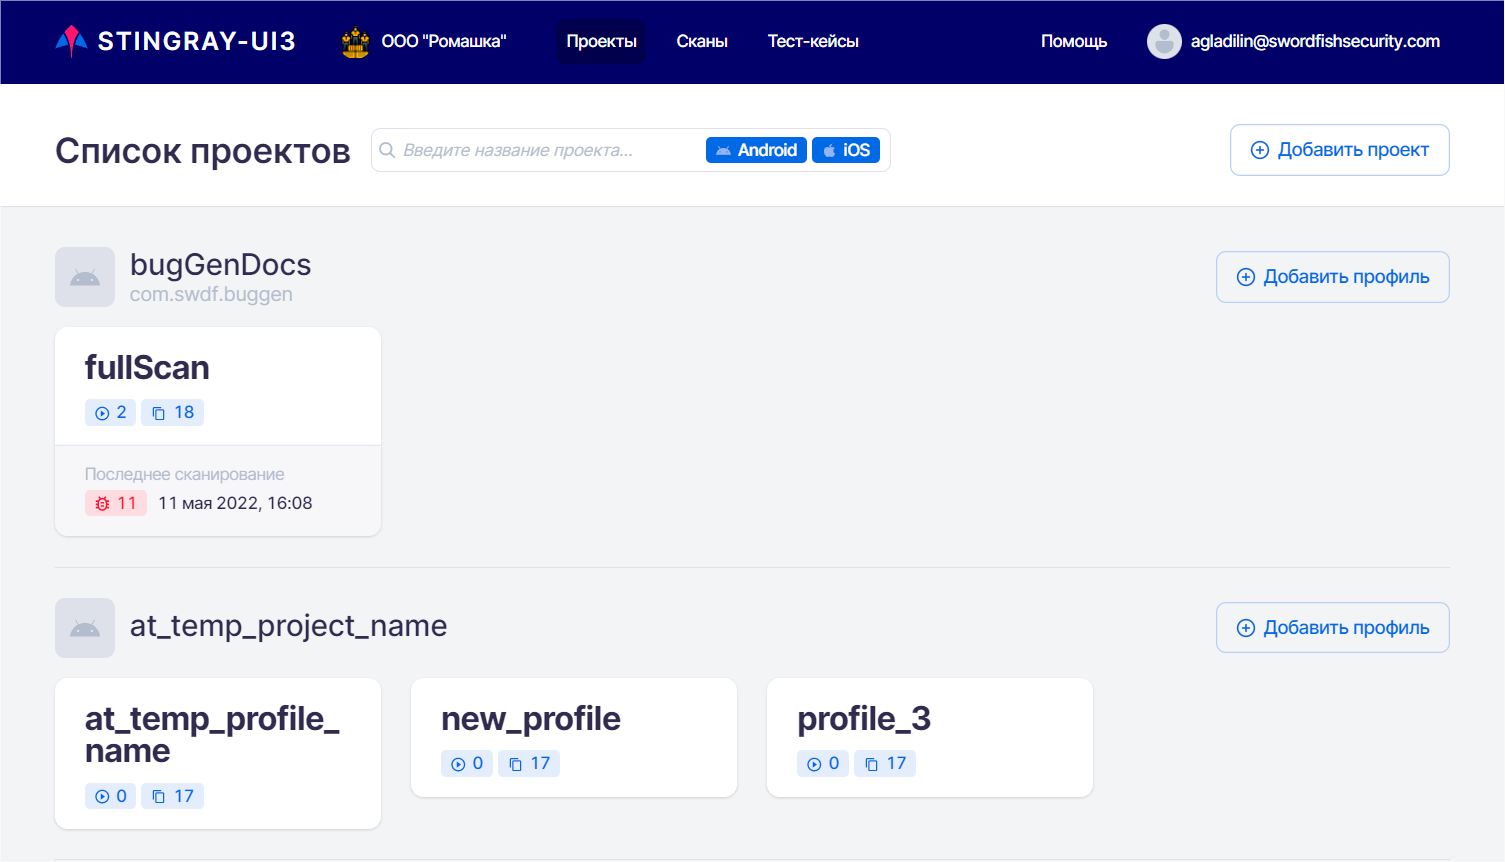 STINGRAY-UI3
ООО "Ромашка"
Проекты
Сканы
Тест-кейсы
Помощь
agladilin@swordfishsecurity.com
Список проектов
Введите название проекта...
Android
iOS
Добавить проект
bugGenDocs
com.swdf.buggen
Добавить профиль
fullScan
2
18
Последнее сканирование
11
11 мая 2022, 16:08
at_temp_project_name
Добавить профиль
at_temp_profile_
name
0
17
new_profile
0
17
profile_3
0
17